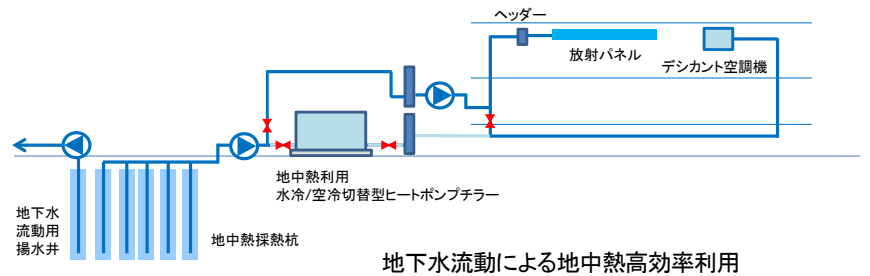 ヘッダー
放射パネル
デシカント空調機
地中熱利用
水冷/空冷切替型ヒートポンプチラー
地下水
流動用
揚水井
地中熱採熱杭
地下水流動による地中熱高効率利用